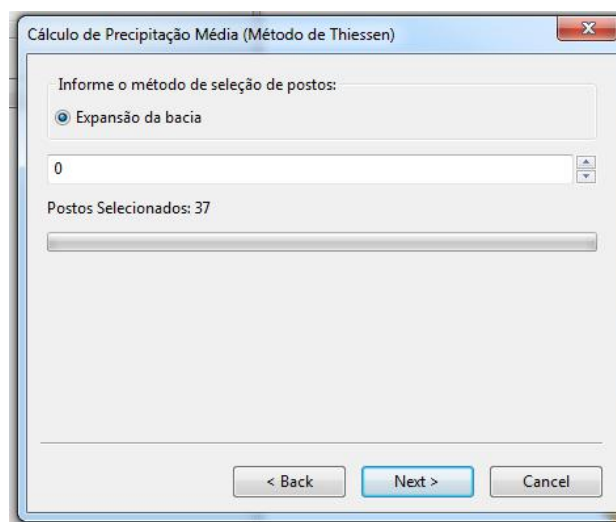 Cálculo de Precipitação Média (Método de Thiessen)
Informe o método de seleção de postos:
Expansão da bacia
0
Postos Selecionados: 37
< Back Next > Cancel